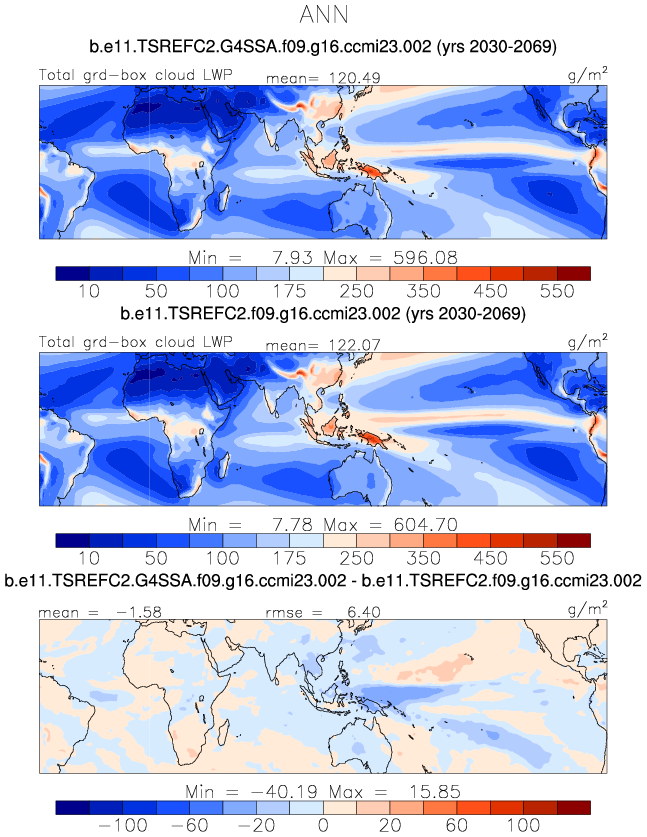 ANN
b.e11.TSREFC2.G4SSA.f09.g16.ccmi23.002 (yrs 2030-2069)
Total grd-box cloud LWP mean= 120.49 g/m²
Min = 7.93 Max = 596.08
10 50 100 175 250 350 450 550
b.e11.TSREFC2.f09.g16.ccmi23.002 (yrs 2030-2069)
Total grd-box cloud LWP mean= 122.07 g/m²
Min = 7.78 Max = 604.70
10 50 100 175 250 350 450 550
b.e11.TSREFC2.G4SSA.f09.g16.ccmi23.002 - b.e11.TSREFC2.f09.g16.ccmi23.002
mean = -1.58 rmse = 6.40 g/m²
Min = -40.19 Max = 15.85
-100 -60 -20 0 20 60 100